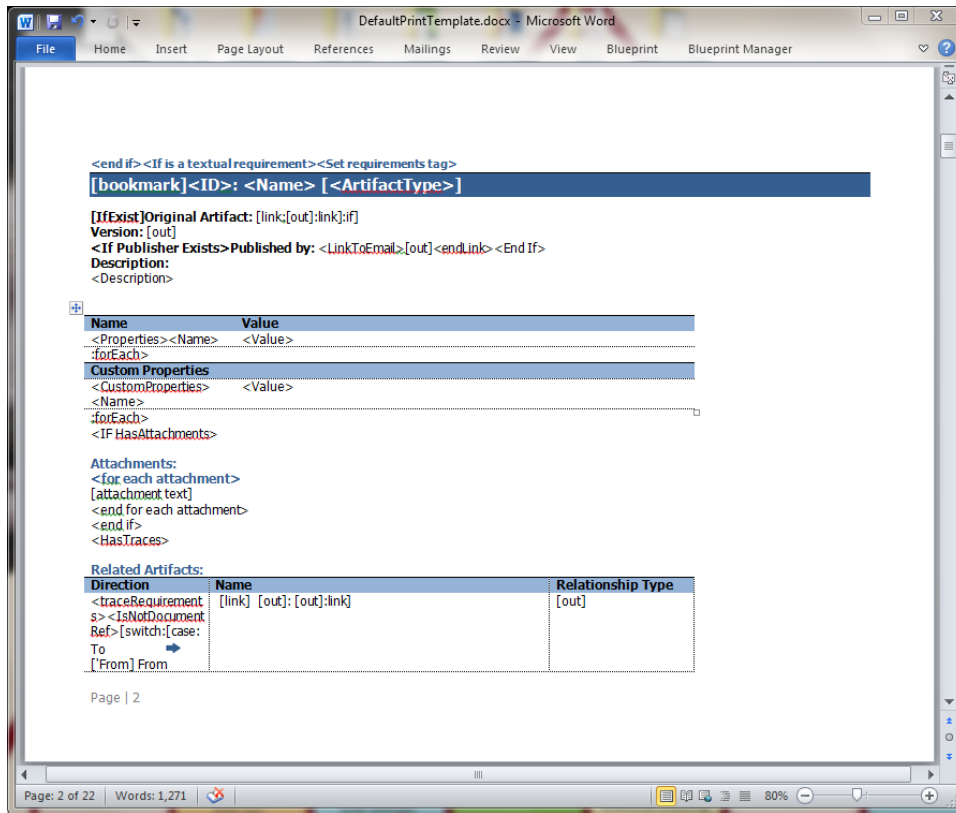 DefaultPrintTemplate.docx - Microsoft Word
File Home Insert Page Layout References Mailings Review View Blueprint Blueprint Manager
<end if><If is a textual requirement><Set requirements tag>
[bookmark]<ID>: <Name> [<ArtifactType>]
[IfExist]Original Artifact: [link;[out]:link]:if]
Version: [out]
<If Publisher Exists>Published by: <LinkToEmail>[out]<endLink><End If>
Description:
<Description>
Name Value
<Properties><Name> <Value>
:forEach>
Custom Properties
<CustomProperties> <Value>
<Name>
:forEach>
<IF HasAttachments>
Attachments:
<for each attachment>
[attachment text]
<end for each attachment>
<end if>
<HasTraces>
Related Artifacts:
Direction Name Relationship Type
<traceRequirement [link] [out]: [out]:link] [out]
s><IsNotDocument
Ref>[switch:[case:
To
['From] From
Page | 2
Page: 2 of 22 Words: 1,271 80%